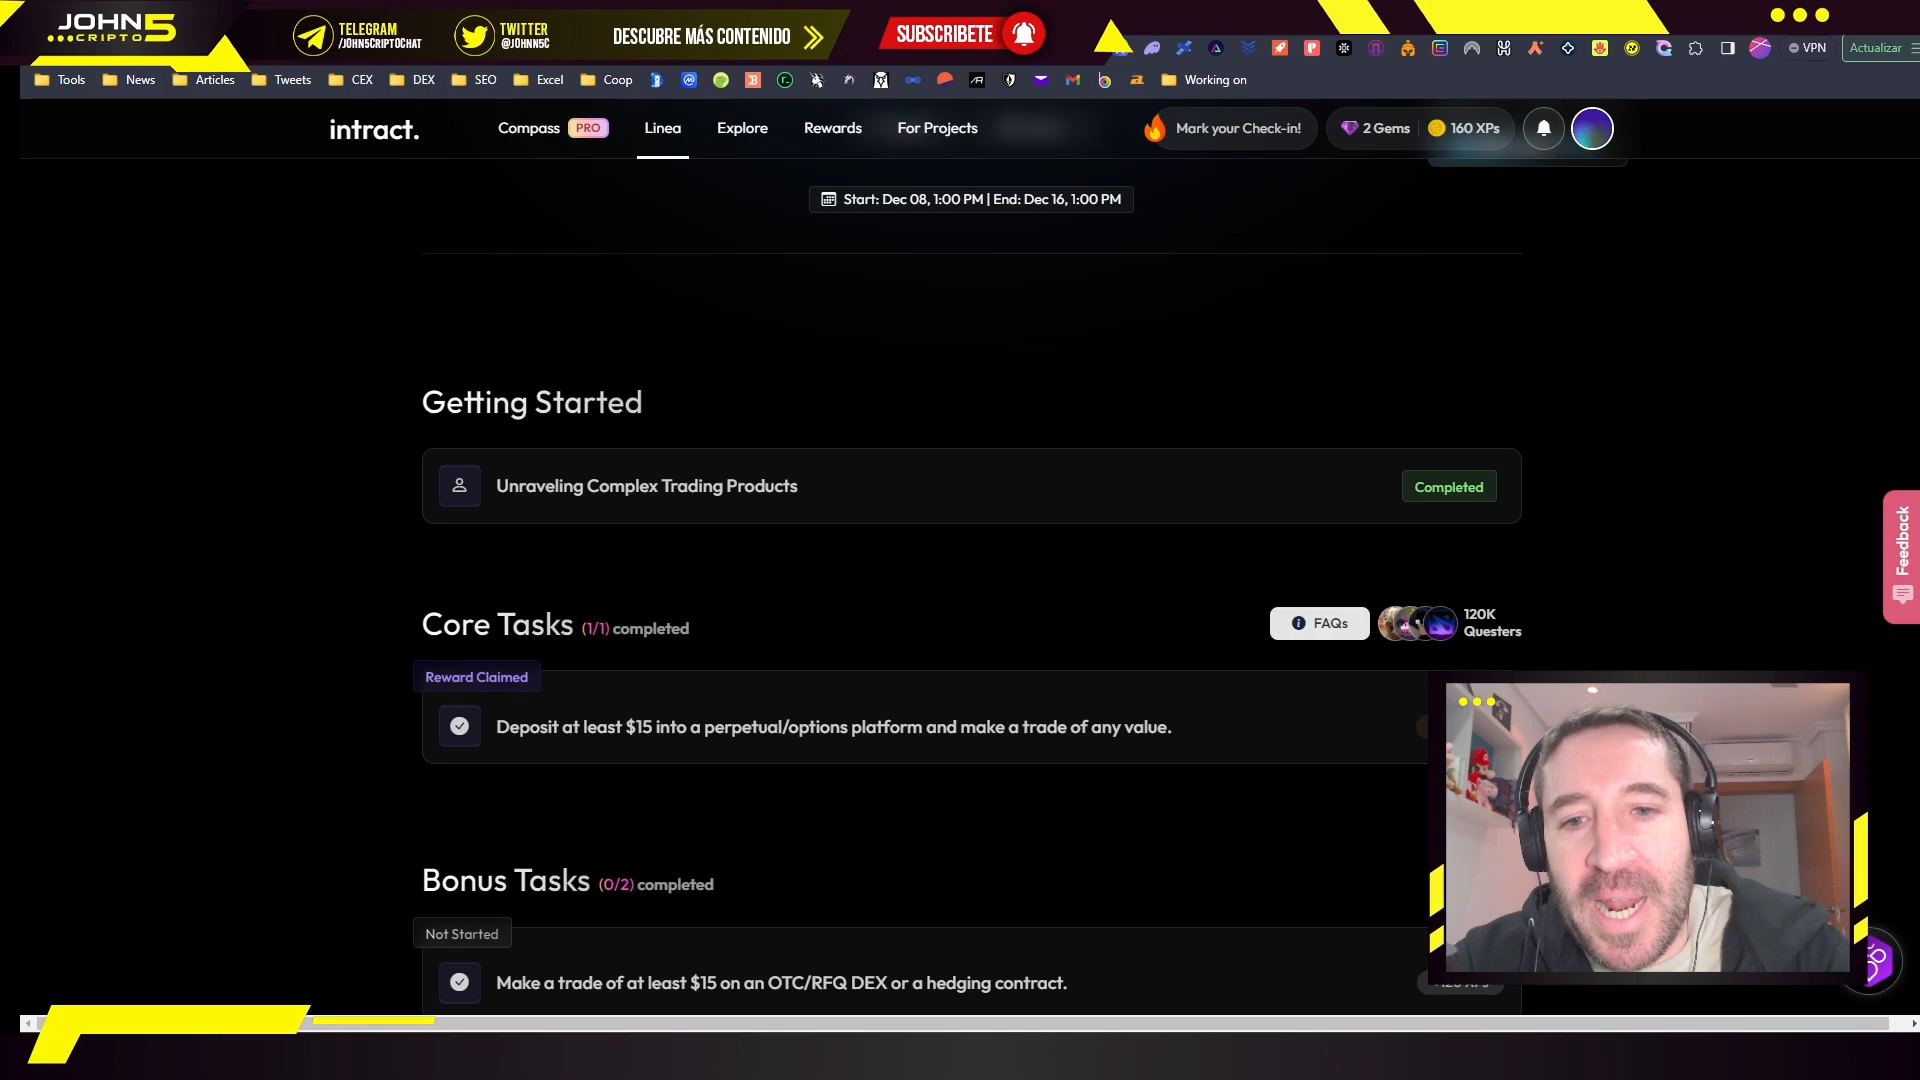 JOHN 5
CRIPTO
TELEGRAM
/JOHN5CRIPTOCHAT
TWITTER
@JOHNN5C
DESCUBRE MÁS CONTENIDO
SUBSCRIBETE
VPN
Actualizar
Tools
News
Articles
Tweets
CEX
DEX
SEO
Excel
Coop
Working on
intract.
Compass PRO
Linea
Explore
Rewards
For Projects
Mark your Check-in!
2 Gems
160 XPs
Start: Dec 08, 1:00 PM | End: Dec 16, 1:00 PM
Getting Started
Unraveling Complex Trading Products
Completed
Feedback
Core Tasks (1/1) completed
FAQs
120K
Questers
Reward Claimed
Deposit at least $15 into a perpetual/options platform and make a trade of any value.
Bonus Tasks (0/2) completed
Not Started
Make a trade of at least $15 on an OTC/RFQ DEX or a hedging contract.